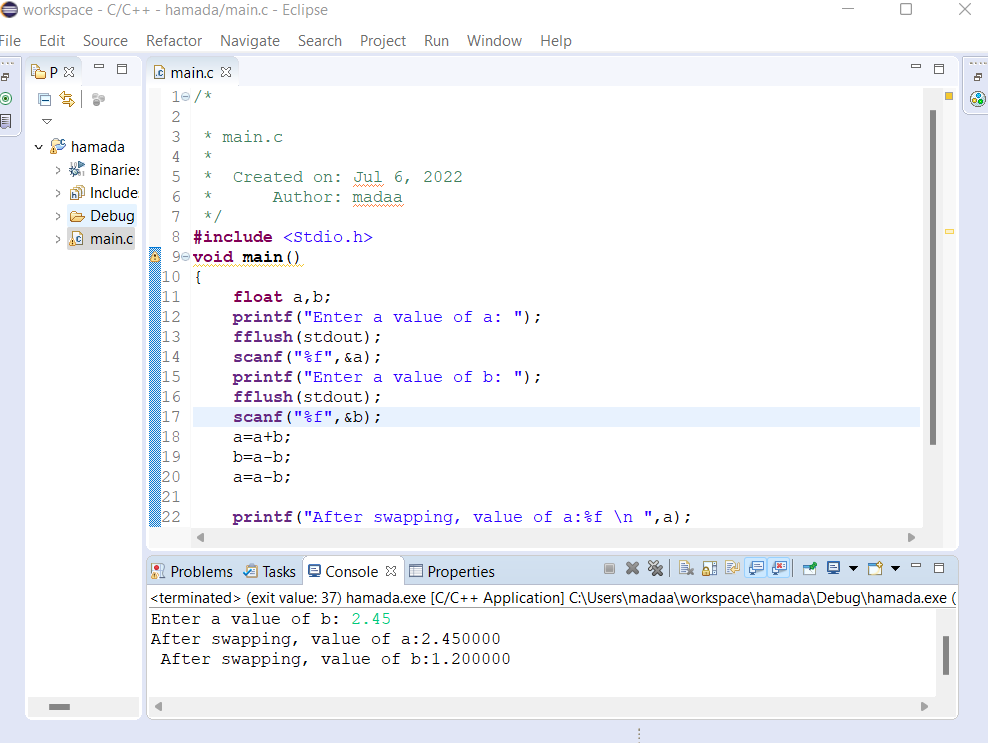 workspace - C/C++ - hamada/main.c - Eclipse
File Edit Source Refactor Navigate Search Project Run Window Help
P
main.c
hamada
Binaries
Include
Debug
main.c
1 /*
2
3 * main.c
4 *
5 * Created on: Jul 6, 2022
6 * Author: madaa
7 */
8 #include <Stdio.h>
9 void main()
10 {
11 float a,b;
12 printf("Enter a value of a: ");
13 fflush(stdout);
14 scanf("%f",&a);
15 printf("Enter a value of b: ");
16 fflush(stdout);
17 scanf("%f",&b);
18 a=a+b;
19 b=a-b;
20 a=a-b;
21
22 printf("After swapping, value of a:%f \n ",a);
Problems Tasks Console Properties
<terminated> (exit value: 37) hamada.exe [C/C++ Application] C:\Users\madaa\workspace\hamada\Debug\hamada.exe (
Enter a value of b: 2.45
After swapping, value of a:2.450000
After swapping, value of b:1.200000